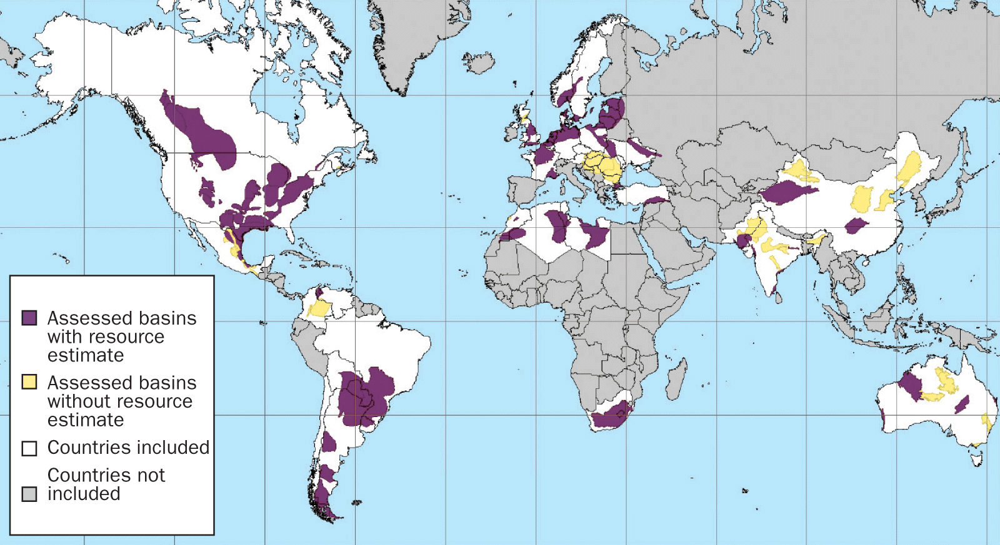 Assessed basins
with resource
estimate
Assessed basins
without resource
estimate
Countries included
Countries not
included